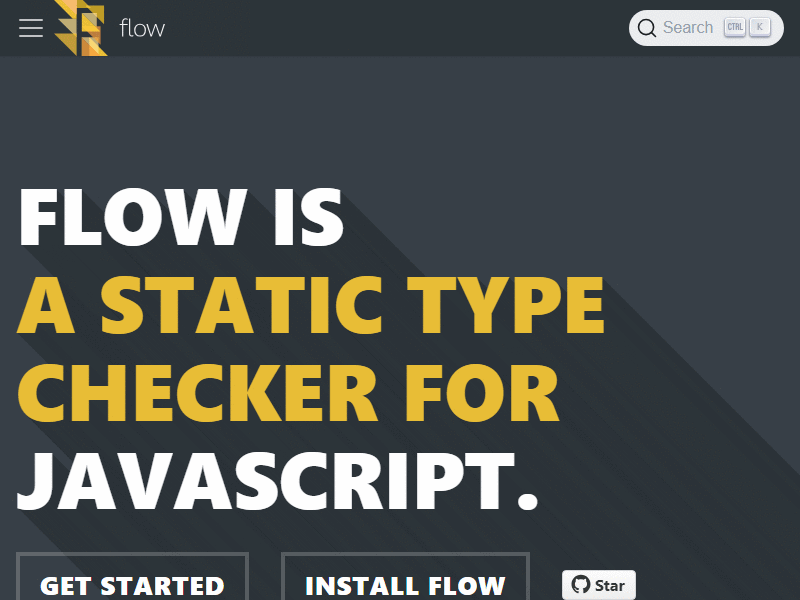 flow
Search CTRL K
FLOW IS
A STATIC TYPE
CHECKER FOR
JAVASCRIPT.
GET STARTED
INSTALL FLOW
Star